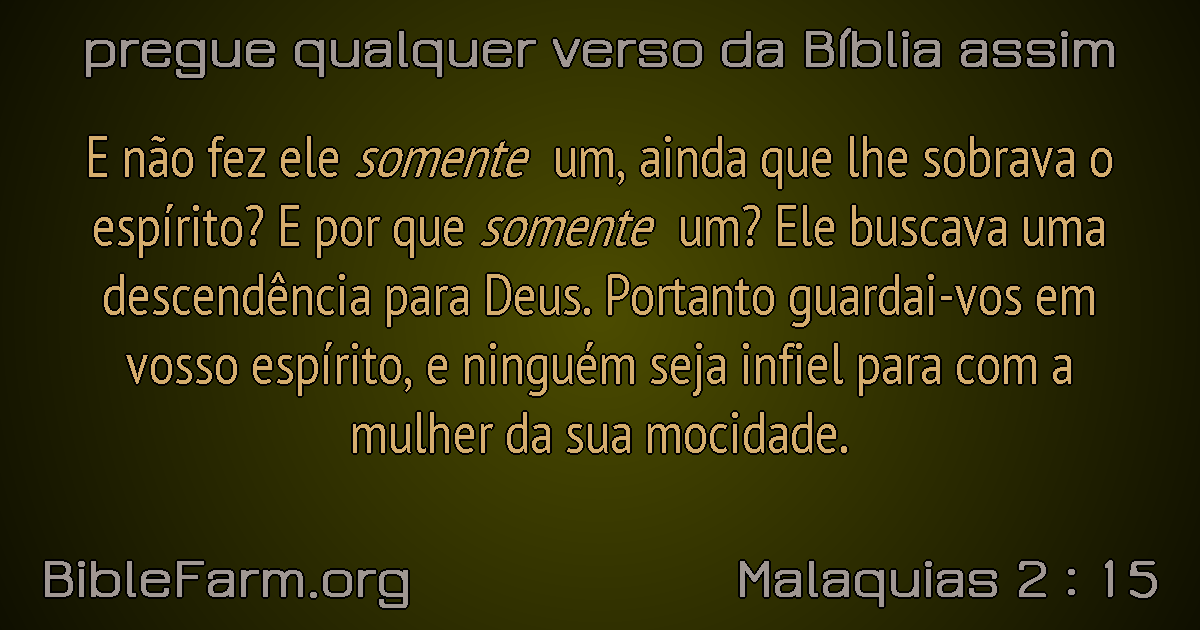 pregue qualquer verso da Bíblia assim
E não fez ele somente um, ainda que lhe sobrava o
espírito? E por que somente um? Ele buscava uma
descendência para Deus. Portanto guardai-vos em
vosso espírito, e ninguém seja infiel para com a
mulher da sua mocidade.
BibleFarm.org
Malaquias 2 : 15